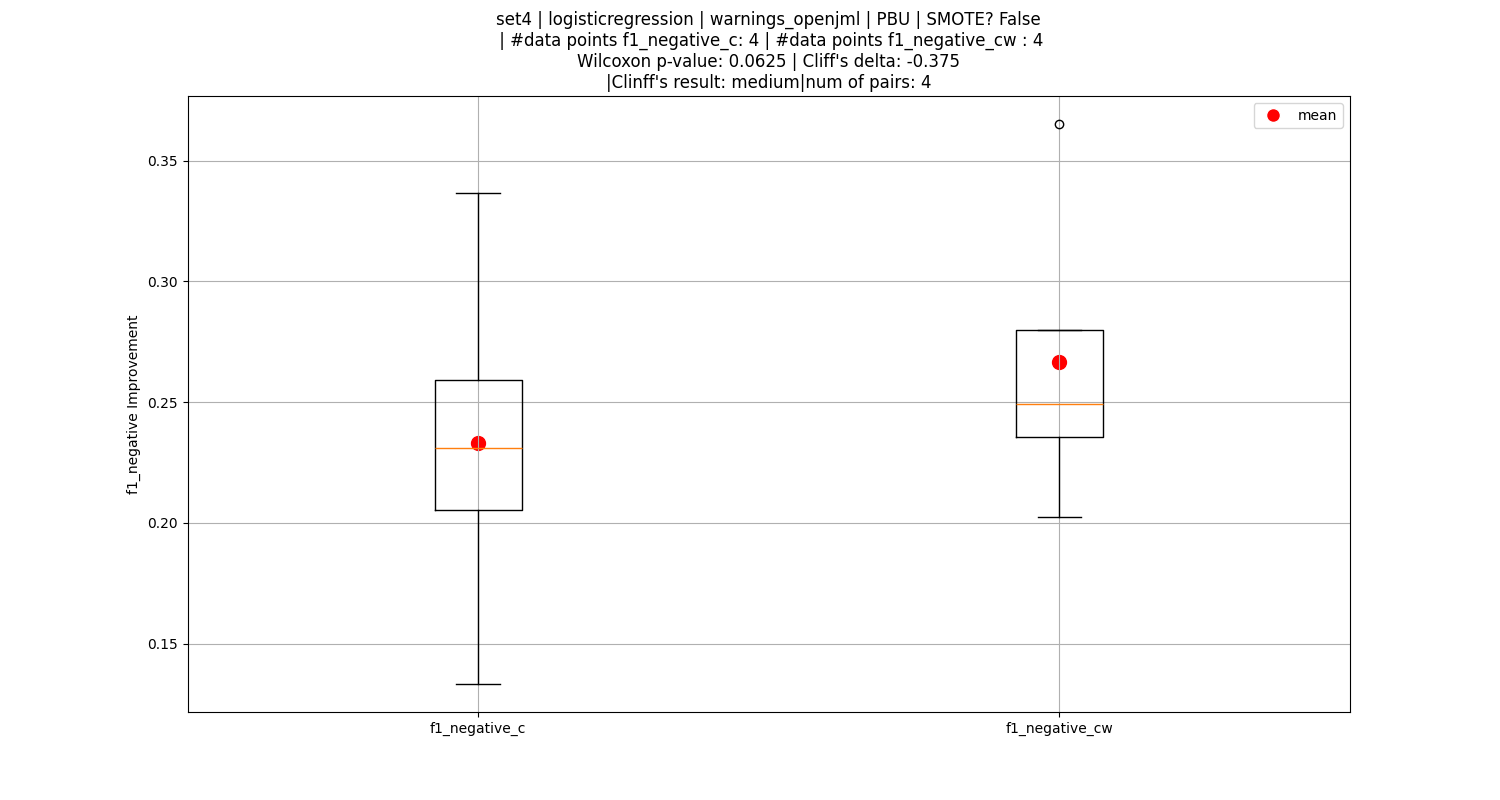 set4 | logisticregression | warnings_openjml | PBU | SMOTE? False
| #data points f1_negative_c: 4 | #data points f1_negative_cw : 4
Wilcoxon p-value: 0.0625 | Cliff's delta: -0.375
|Clinff's result: medium|num of pairs: 4
mean
0.35
0.30
0.25
0.20
0.15
f1_negative Improvement
f1_negative_c
f1_negative_cw